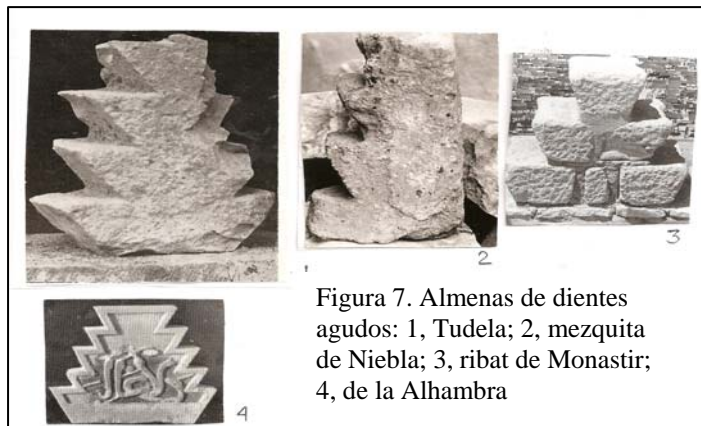 1
2
3
Figura 7. Almenas de dientes
agudos: 1, Tudela; 2, mezquita
de Niebla; 3, ribat de Monastir;
4, de la Alhambra
4